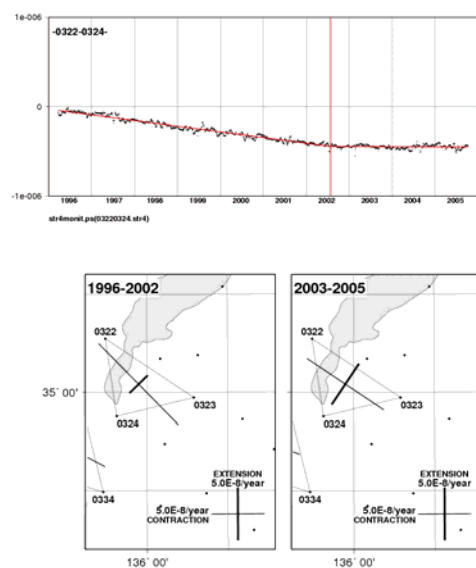 1e-006
-0322-0324-
0
-1e-006
1996 1997 1998 1999 2000 2001 2002 2003 2004 2005
str4monit.ps(03220324.str4)
1996-2002
0322
35° 00'
0323
0324
0334
EXTENSION
5.0E-8/year
5.0E-8/year
CONTRACTION
136° 00'
2003-2005
0322
0323
0324
0334
EXTENSION
5.0E-8/year
5.0E-8/year
CONTRACTION
136° 00'